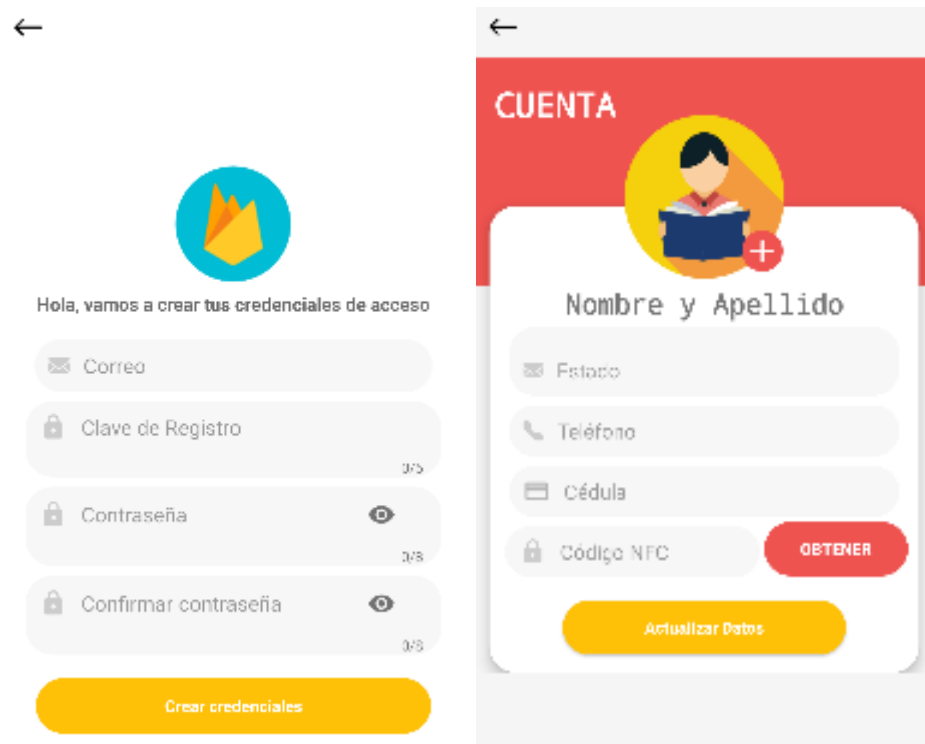 Hola, vamos a crear tus credenciales de acceso
Correo
Clave de Registro
0/5
Contraseña
0/8
Confirmar contraseña
0/8
Crear credenciales
CUENTA
Nombre y Apellido
Estado
Teléfono
Cédula
Código NFC
OBTENER
Actualizar Datos